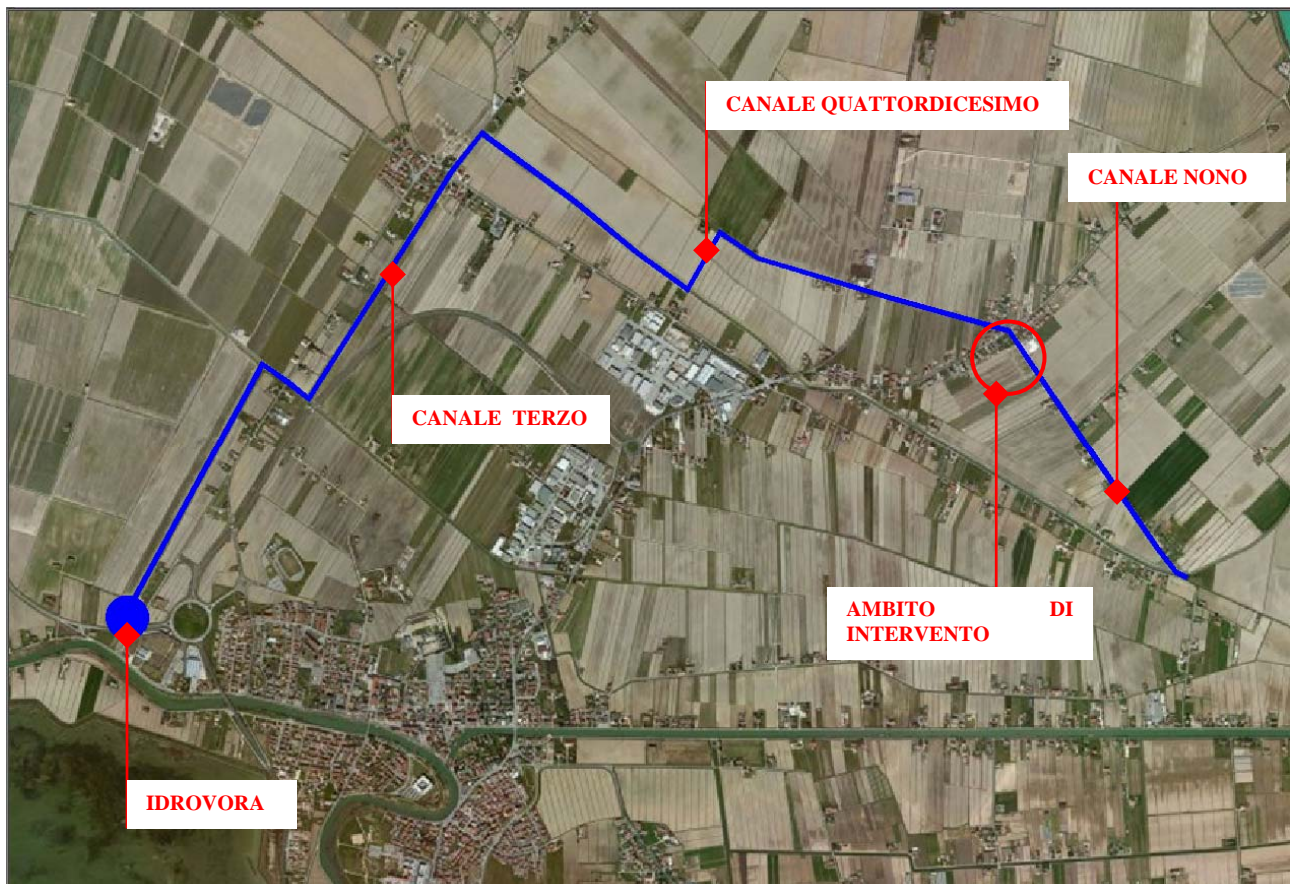 CANALE QUATTORDICESIMO
CANALE NONO
CANALE TERZO
AMBITO DI
INTERVENTO
IDROVORA